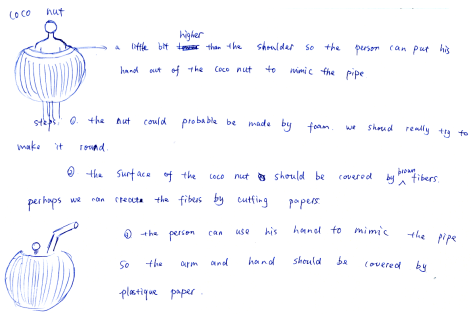 coco nut
higher
a little bit than the shoulder so the person can put his
hand out of the coco nut to mimic the pipe
steps: ① the nut could probable be made by foam. we shoud really try to
make it round.
② the surface of the coco nut should be covered by brown fibers.
perhaps we can create the fibers by cutting papers.
③ the person can use his hand to mimic the pipe
so the arm and hand should be covered by
plastique paper.